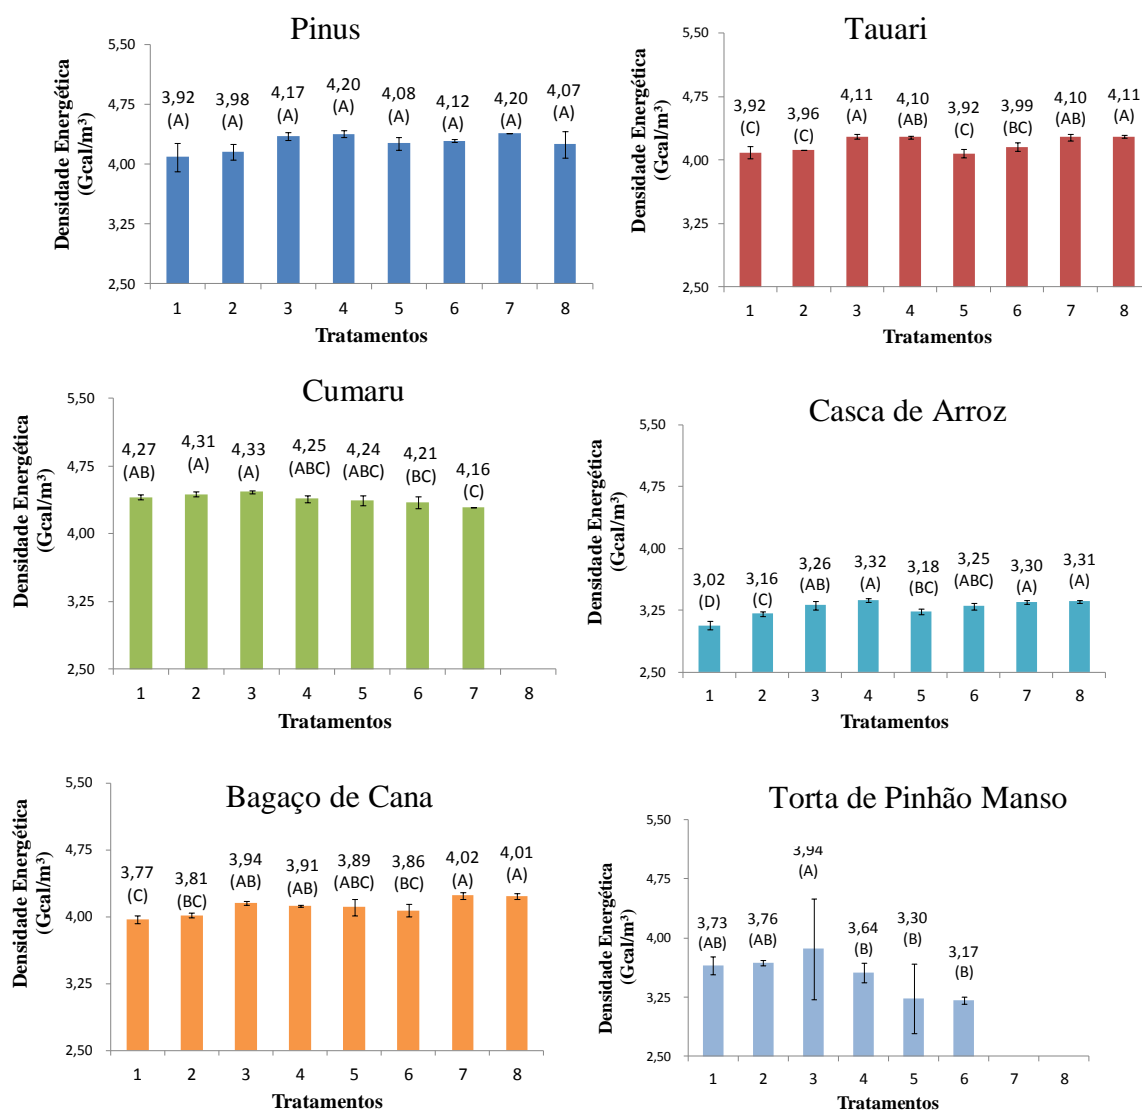 Pinus
Densidade Energética
(Gcal/m³)
5,50
4,75
4,00
3,25
2,50
3,92
(A)
3,98
(A)
4,17
(A)
4,20
(A)
4,08
(A)
4,12
(A)
4,20
(A)
4,07
(A)
1 2 3 4 5 6 7 8
Tratamentos
Tauari
Densidade Energética
(Gcal/m³)
5,50
4,75
4,00
3,25
2,50
3,92
(C)
3,96
(C)
4,11
(A)
4,10
(AB)
3,92
(C)
3,99
(BC)
4,10
(AB)
4,11
(A)
1 2 3 4 5 6 7 8
Tratamentos
Cumaru
Densidade Energética
(Gcal/m³)
5,50
4,75
4,00
3,25
2,50
4,27
(AB)
4,31
(A)
4,33
(A)
4,25
(ABC)
4,24
(ABC)
4,21
(BC)
4,16
(C)
1 2 3 4 5 6 7 8
Tratamentos
Casca de Arroz
Densidade Energética
(Gcal/m³)
5,50
4,75
4,00
3,25
2,50
3,02
(D)
3,16
(C)
3,26
(AB)
3,32
(A)
3,18
(BC)
3,25
(ABC)
3,30
(A)
3,31
(A)
1 2 3 4 5 6 7 8
Tratamentos
Bagaço de Cana
Densidade Energética
(Gcal/m³)
5,50
4,75
4,00
3,25
2,50
3,77
(C)
3,81
(BC)
3,94
(AB)
3,91
(AB)
3,89
(ABC)
3,86
(BC)
4,02
(A)
4,01
(A)
1 2 3 4 5 6 7 8
Tratamentos
Torta de Pinhão Manso
Densidade Energética
(Gcal/m³)
5,50
4,75
4,00
3,25
2,50
3,73
(AB)
3,76
(AB)
3,94
(A)
3,64
(B)
3,30
(B)
3,17
(B)
1 2 3 4 5 6 7 8
Tratamentos